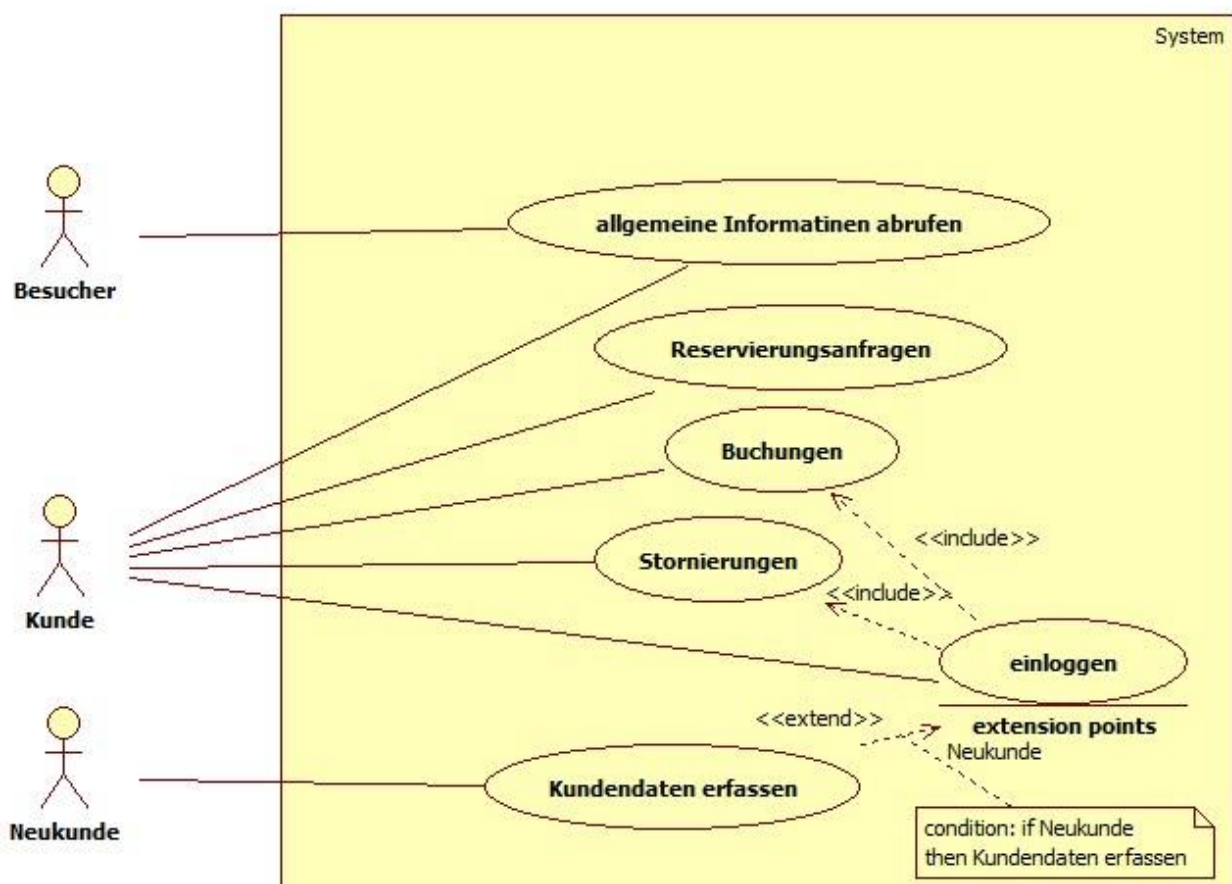 System
allgemeine Informatinen abrufen
Besucher
Reservierungsanfragen
Buchungen
<<include>>
Stornierungen
<<include>>
Kunde
einloggen
<<extend>>
extension points
Neukunde
Kundendaten erfassen
Neukunde
condition: if Neukunde
then Kundendaten erfassen